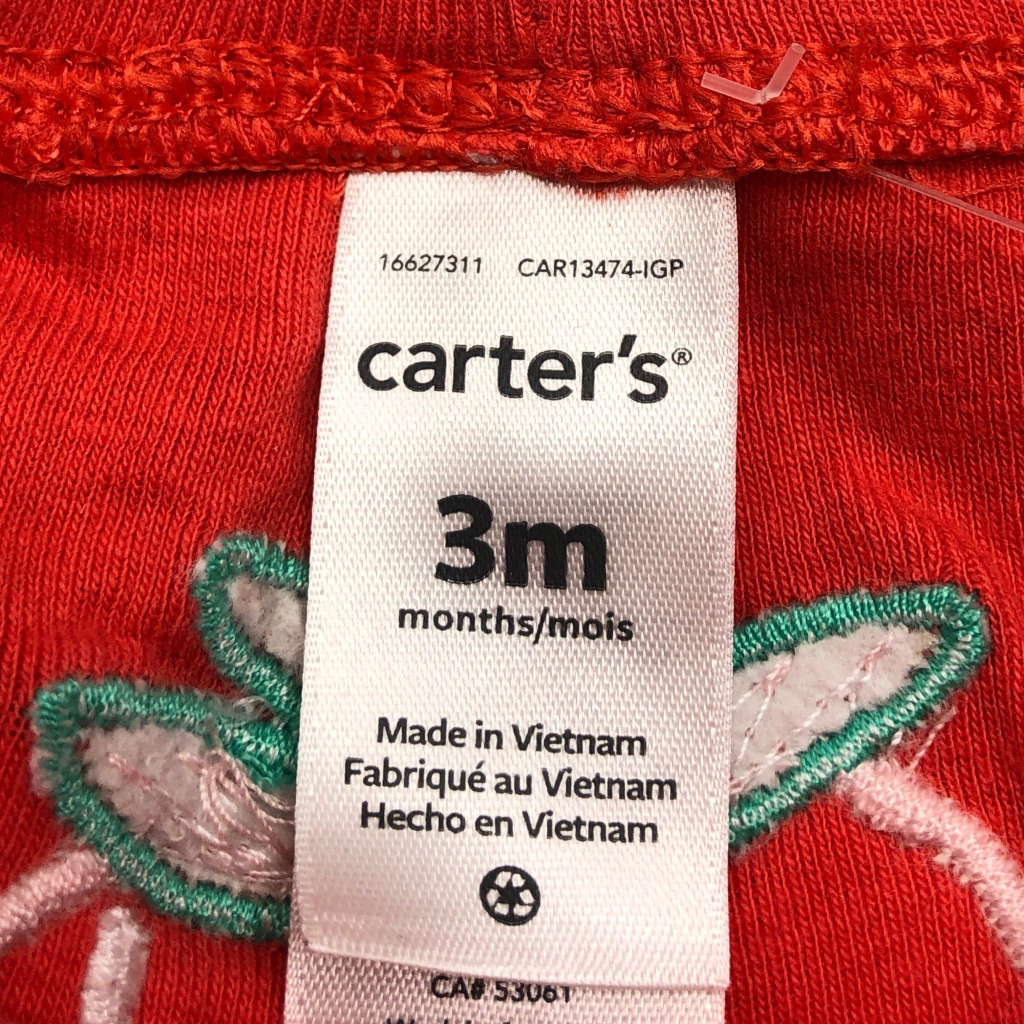 16627311 CAR13474-IGP
carter's®
3m
months/mois
Made in Vietnam
Fabriqué au Vietnam
Hecho en Vietnam
CA# 53061